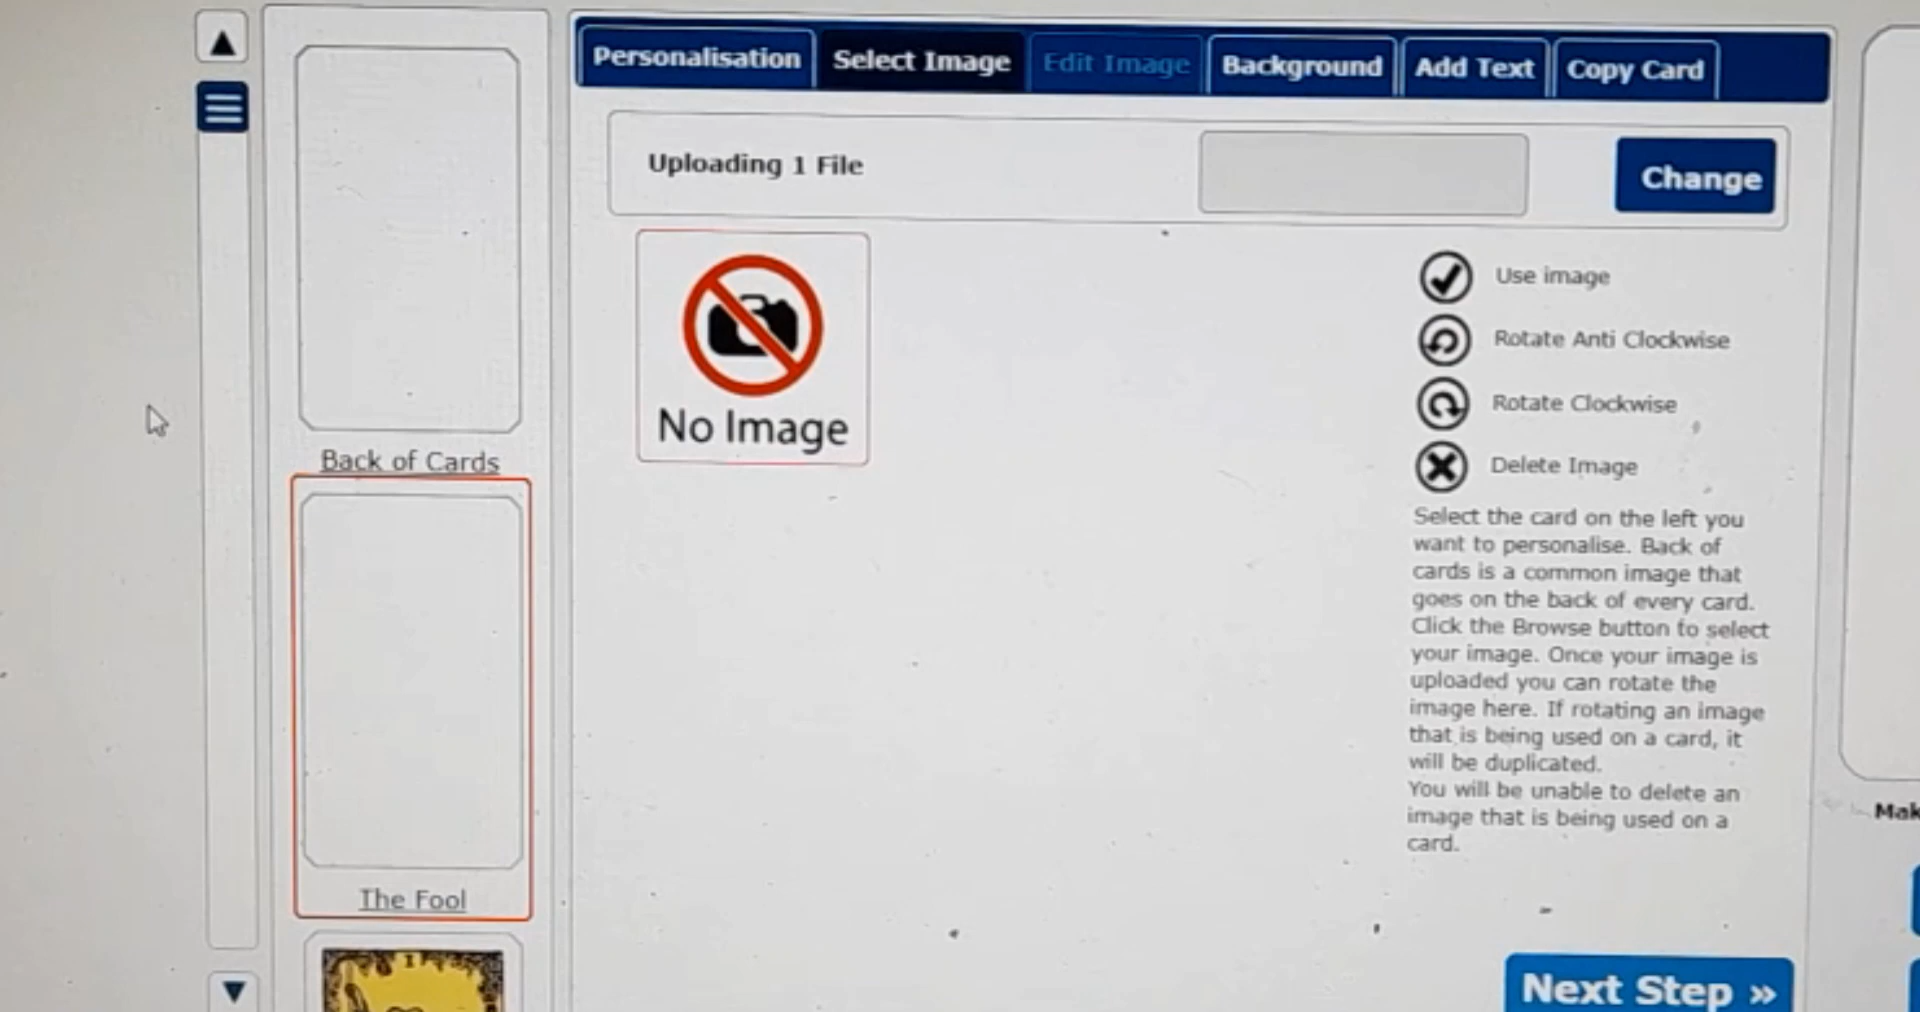 Personalisation Select Image Edit Image Background Add Text Copy Card
Uploading 1 File
Change
No Image
Use image
Rotate Anti Clockwise
Rotate Clockwise
Delete Image
Back of Cards
Select the card on the left you
want to personalise. Back of
cards is a common image that
goes on the back of every card.
Click the Browse button to select
your image. Once your image is
uploaded you can rotate the
image here. If rotating an image
that is being used on a card, it
will be duplicated.
You will be unable to delete an
image that is being used on a
card.
The Fool
I
Next Step »